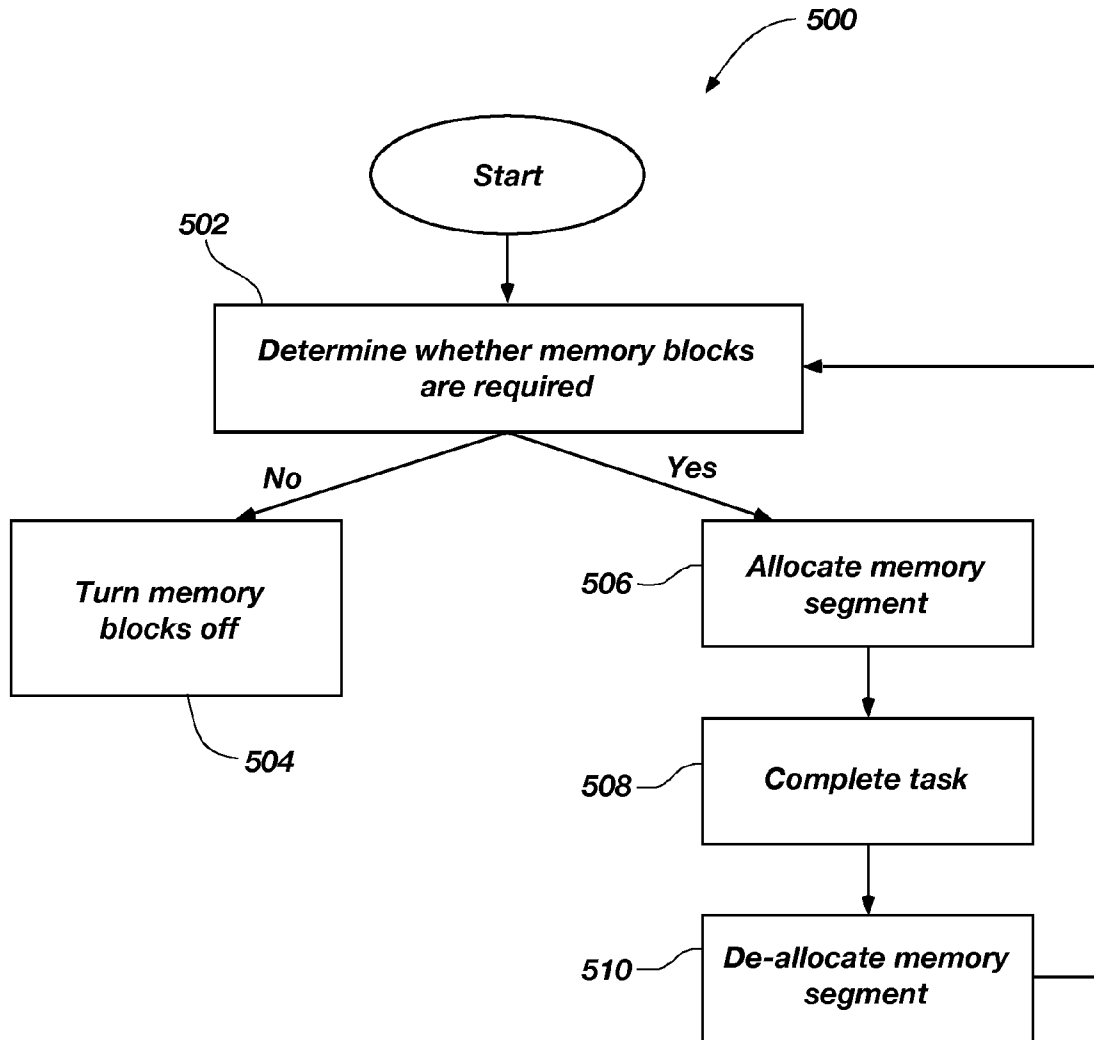 500
Start
502
Determine whether memory blocks
are required
No
Yes
Turn memory
blocks off
504
506
Allocate memory
segment
508
Complete task
510
De-allocate memory
segment